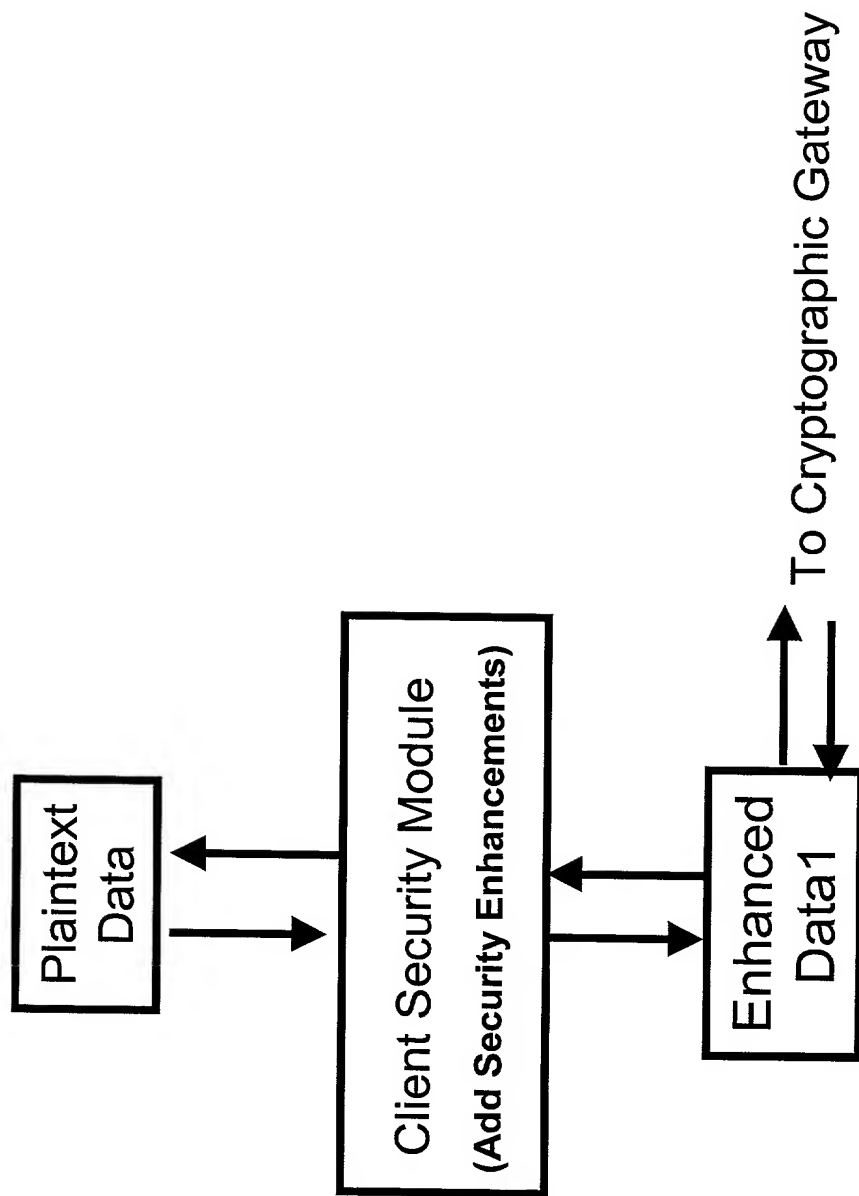 Plaintext
Data
Client Security Module
(Add Security Enhancements)
Enhanced
Data1
To Cryptographic Gateway